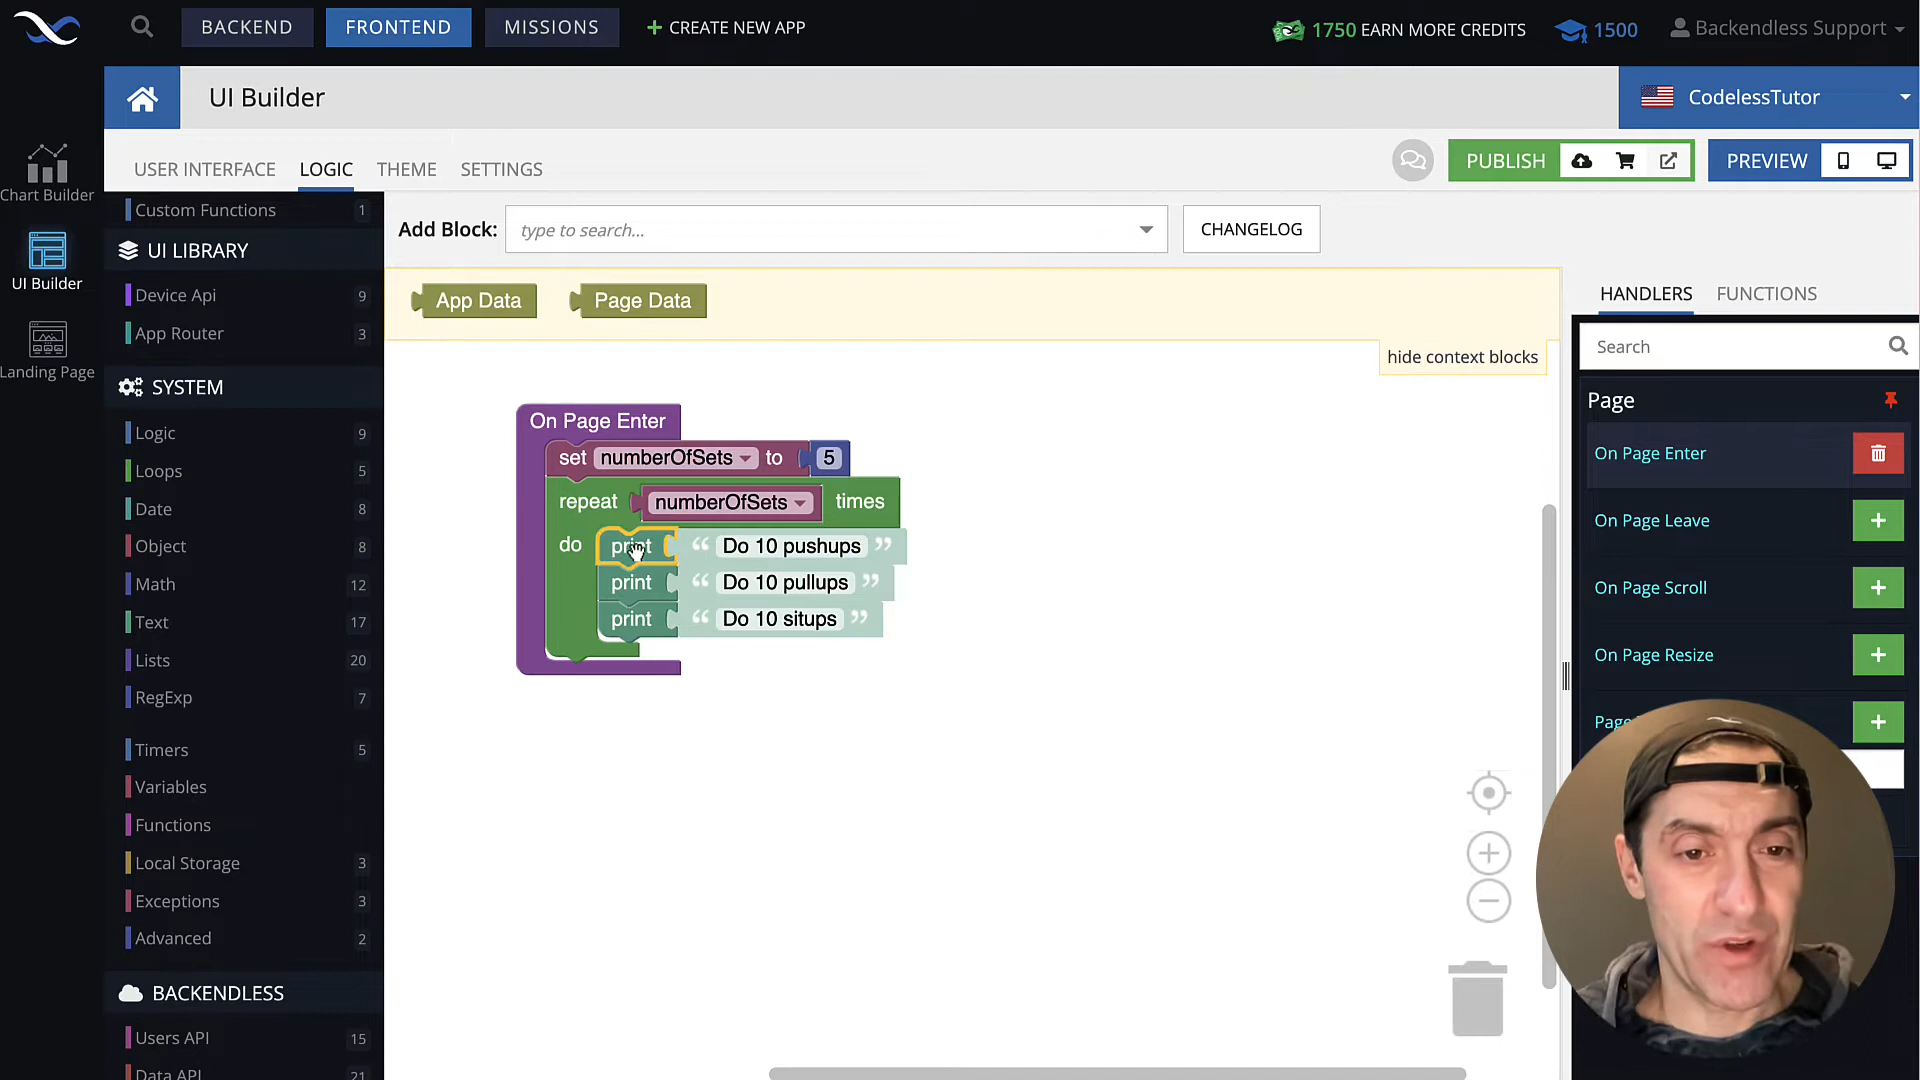 BACKEND
FRONTEND
MISSIONS
+ CREATE NEW APP
1750 EARN MORE CREDITS
1500
Backendless Support
UI Builder
CodelessTutor
Chart Builder
UI Builder
Landing Page
USER INTERFACE
LOGIC
THEME
SETTINGS
PUBLISH
PREVIEW
Custom Functions 1
UI LIBRARY
Device Api 9
App Router 3
SYSTEM
Logic 9
Loops 5
Date 8
Object 8
Math 12
Text 17
Lists 20
RegExp 7
Timers 5
Variables
Functions
Local Storage 3
Exceptions 3
Advanced 2
BACKENDLESS
Users API 15
Data API 21
Add Block:
type to search...
CHANGELOG
App Data
Page Data
hide context blocks
On Page Enter
set numberOfSets to 5
repeat numberOfSets times
do print “ Do 10 pushups ”
print “ Do 10 pullups ”
print “ Do 10 situps ”
HANDLERS
FUNCTIONS
Search
Page
On Page Enter
On Page Leave
On Page Scroll
On Page Resize